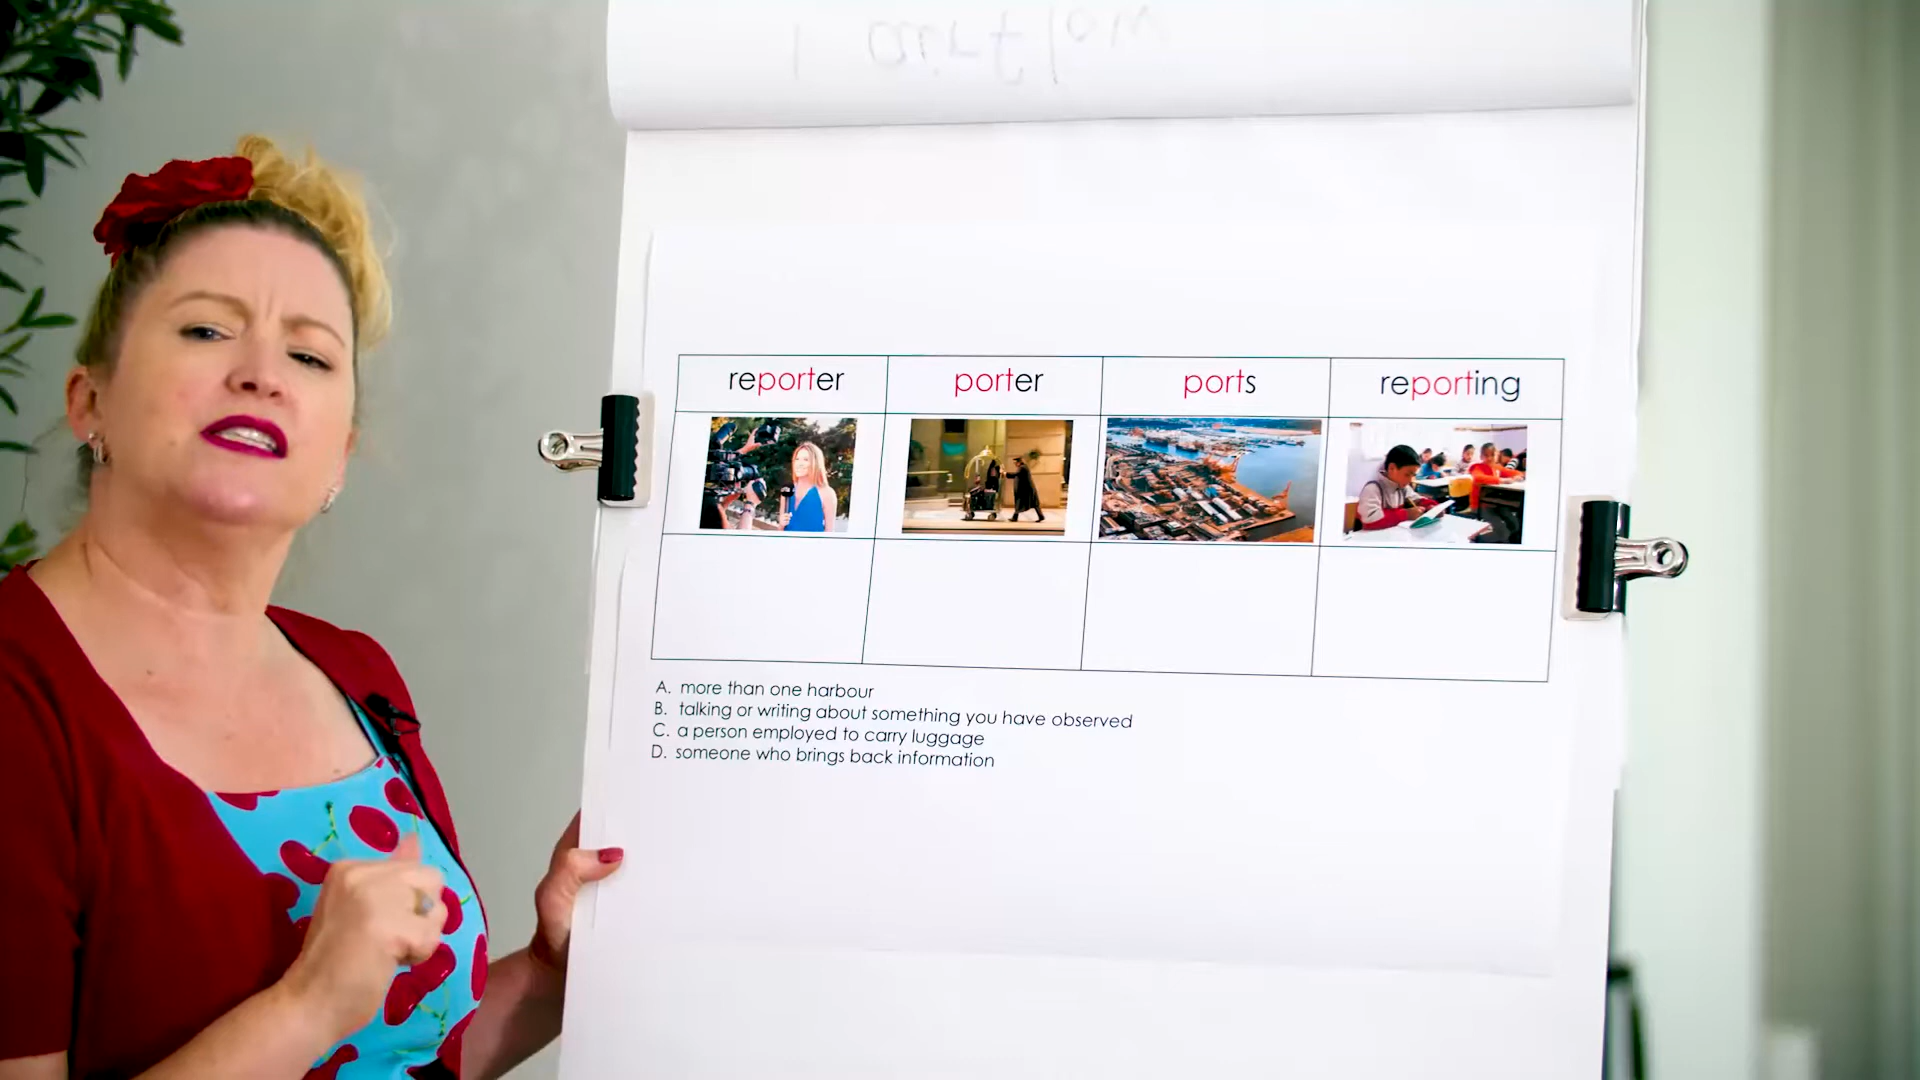 reporter porter ports reporting
A. more than one harbour
B. talking or writing about something you have observed
C. a person employed to carry luggage
D. someone who brings back information